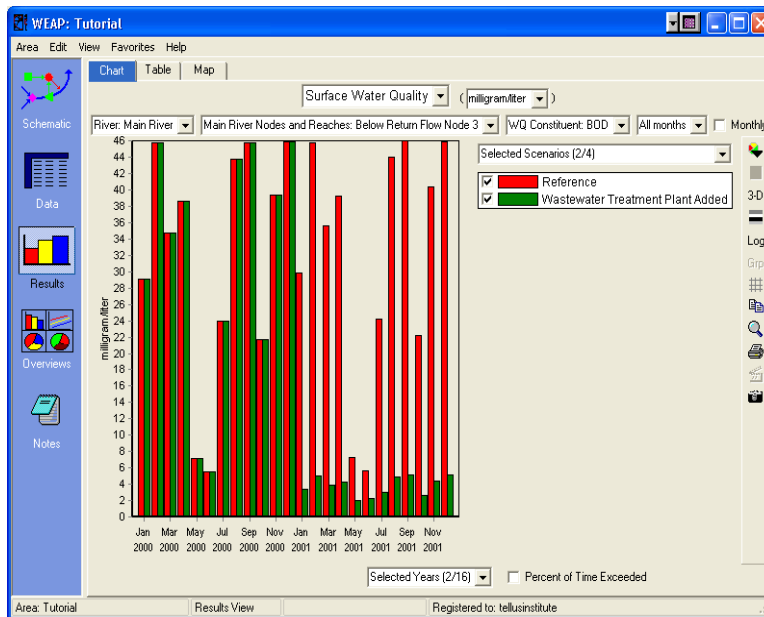 WEAP: Tutorial
Area Edit View Favorites Help
Chart Table Map
Surface Water Quality ( milligram/liter )
River: Main River Main River Nodes and Reaches: Below Return Flow Node 3 WQ Constituent: BOD All months Monthly
Selected Scenarios (2/4)
Reference
Wastewater Treatment Plant Added
Schematic
Data
Results
Overviews
Notes
3-D
Log
Grp
milligram/liter
46
44
42
40
38
36
34
32
30
28
26
24
22
20
18
16
14
12
10
8
6
4
2
0
Jan Mar May Jul Sep Nov Jan Mar May Jul Sep Nov
2000 2000 2000 2000 2000 2000 2001 2001 2001 2001 2001 2001
Selected Years (2/16) Percent of Time Exceeded
Area: Tutorial Results View Registered to: tellusinstitute